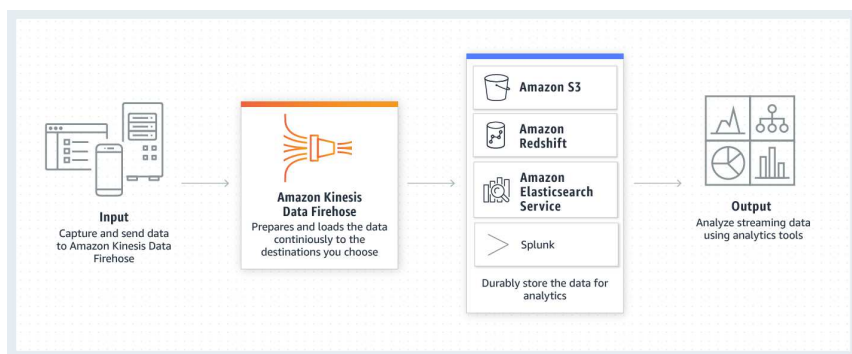 Input
Capture and send data
to Amazon Kinesis Data
Firehose
Amazon Kinesis
Data Firehose
Prepares and loads the data
continiously to the
destinations you choose
Amazon S3
Amazon
Redshift
Amazon
Elasticsearch
Service
Splunk
Durably store the data for
analytics
Output
Analyze streaming data
using analytics tools